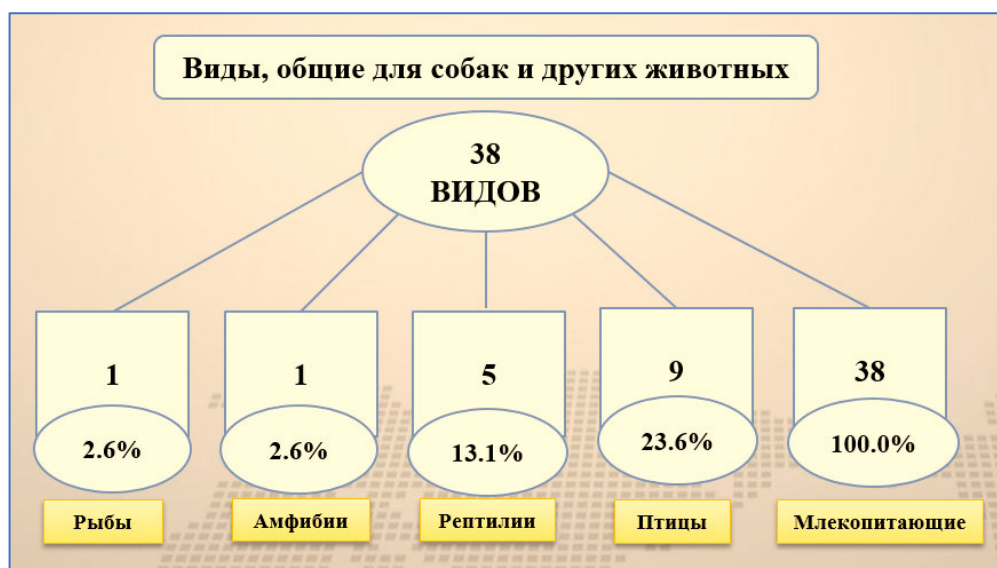 Виды, общие для собак и других животных
38
ВИДОВ
1
1
5
9
38
2.6%
2.6%
13.1%
23.6%
100.0%
Рыбы
Амфибии
Рептилии
Птицы
Млекопитающие